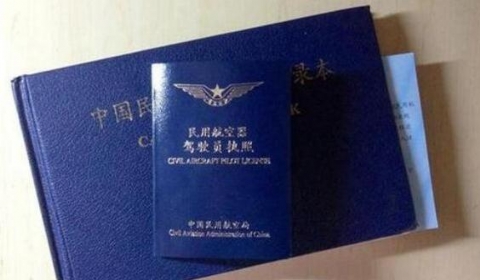 中国民
录本
民用航空器
驾驶员执照
CIVIL AIRCRAFT PILOT LICENSE
中国民用航空局
Civil Aviation Administration of China